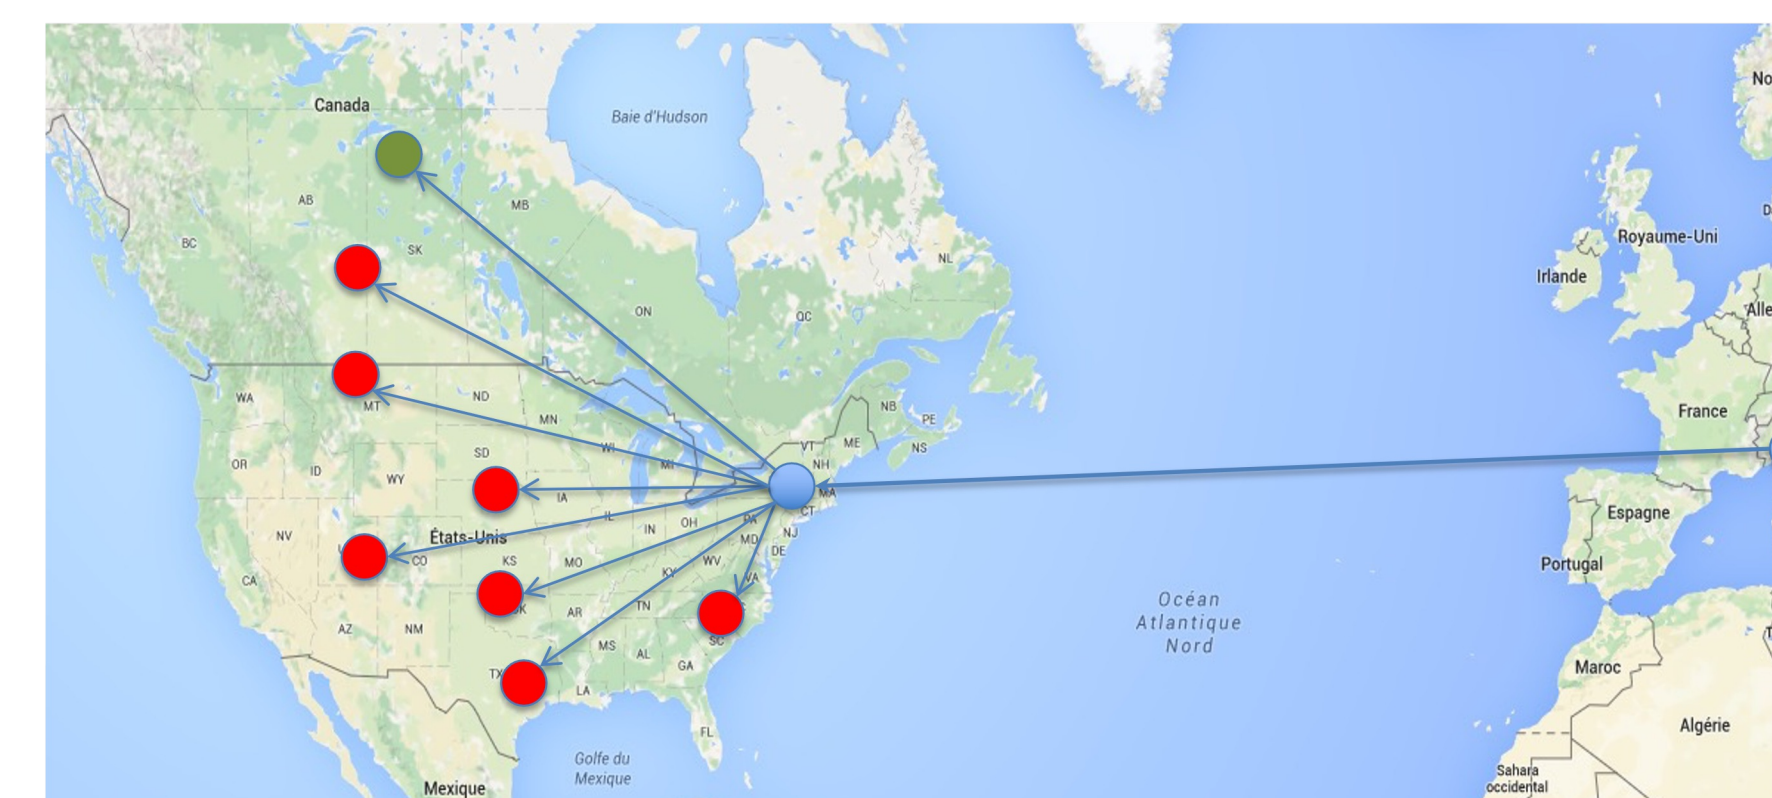 No
Canada
Baie d'Hudson
AB
MB
D
BC
SK
Royaume-Uni
NL
Irlande
ON
QC
Alle
WA
ND
MT
NB
France
MN
PE
VT
ME
WI
NS
SD
OR
ID
MI
NH
WY
MA
IA
CT
Espagne
IL
PA
OH
IN
NJ
NV
États-Unis
MD
DE
CO
KS
MO
WV
Portugal
KY
VA
CA
Océan
Atlantique
Nord
TN
AR
AZ
NM
SC
MS
AL
GA
Maroc
TX
LA
Algérie
FL
Golfe du
Mexique
Sahara
occidental
Mexique